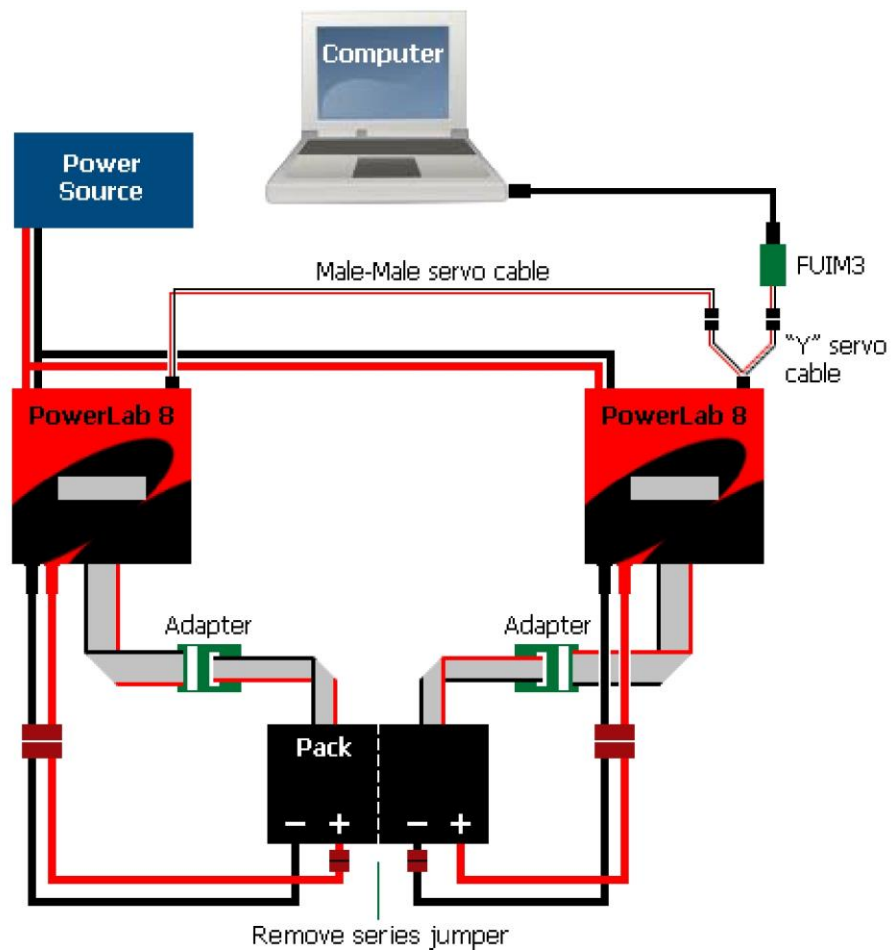 Computer
Power
Source
Male-Male servo cable
FUIM3
"Y" servo
cable
PowerLab 8
PowerLab 8
Adapter
Adapter
Pack
− +
− +
Remove series jumper